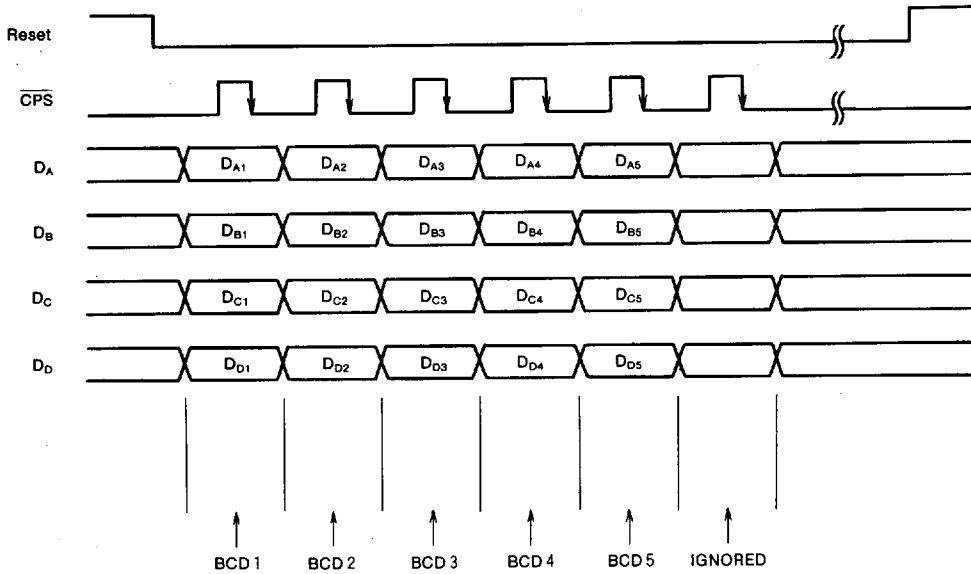 Reset
CPS
DA DA1 DA2 DA3 DA4 DA5
DB DB1 DB2 DB3 DB4 DB5
DC DC1 DC2 DC3 DC4 DC5
DD DD1 DD2 DD3 DD4 DD5
BCD 1 BCD 2 BCD 3 BCD 4 BCD 5 IGNORED